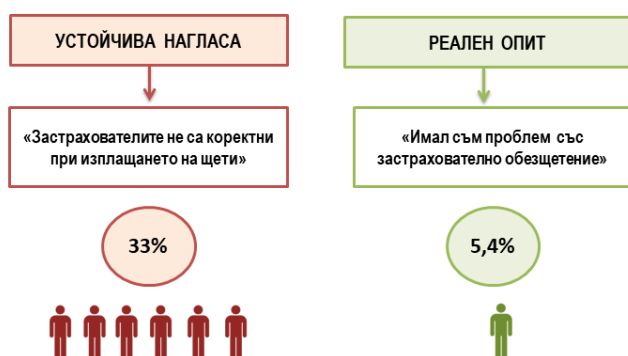 УСТОЙЧИВА НАГЛАСА
«Застрахователите не са коректни
при изплащането на щети»
33%
РЕАЛЕН ОПИТ
«Имал съм проблем със
застрахователно обезщетение»
5,4%